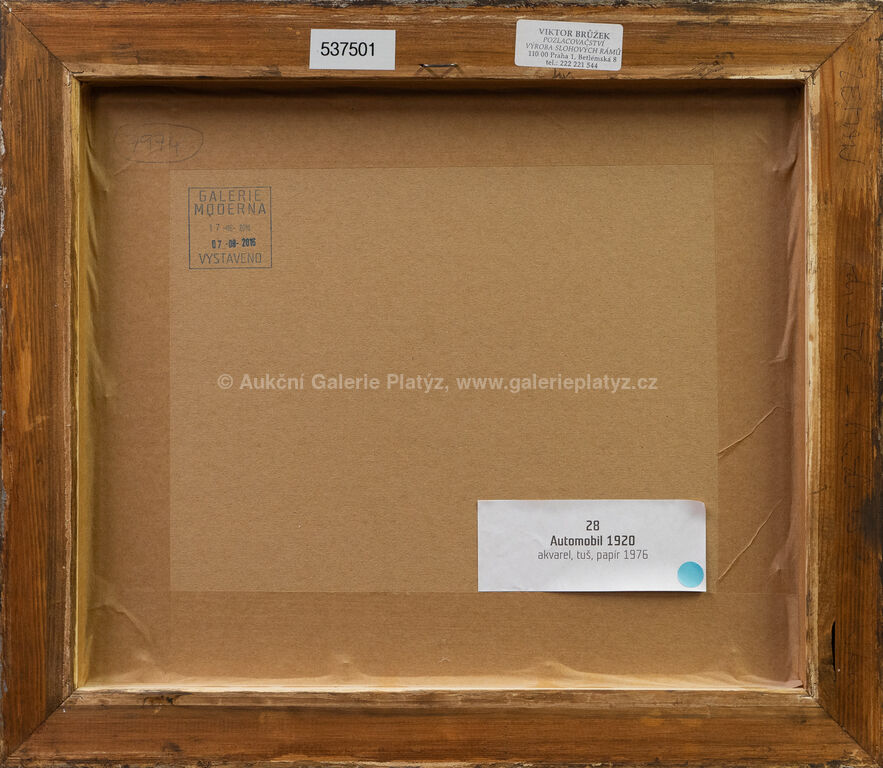 537501
VIKTOR BRŮŽEK
POZLACOVAČSTVÍ
VÝROBA SLOHOVÝCH RÁMŮ
110 00 Praha 1, Betlémská 8
tel.: 222 221 544
1974
GALERIE
MODERNA
07 -08- 2016
VYSTAVENO
© Aukční Galerie Platýz, www.galerieplatyz.cz
28
Automobil 1920
akvarel, tuš, papír 1976